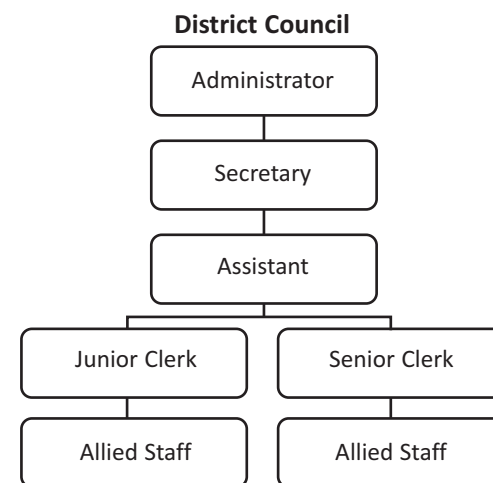 District Council
Administrator
Secretary
Assistant
Junior Clerk
Senior Clerk
Allied Staff
Allied Staff